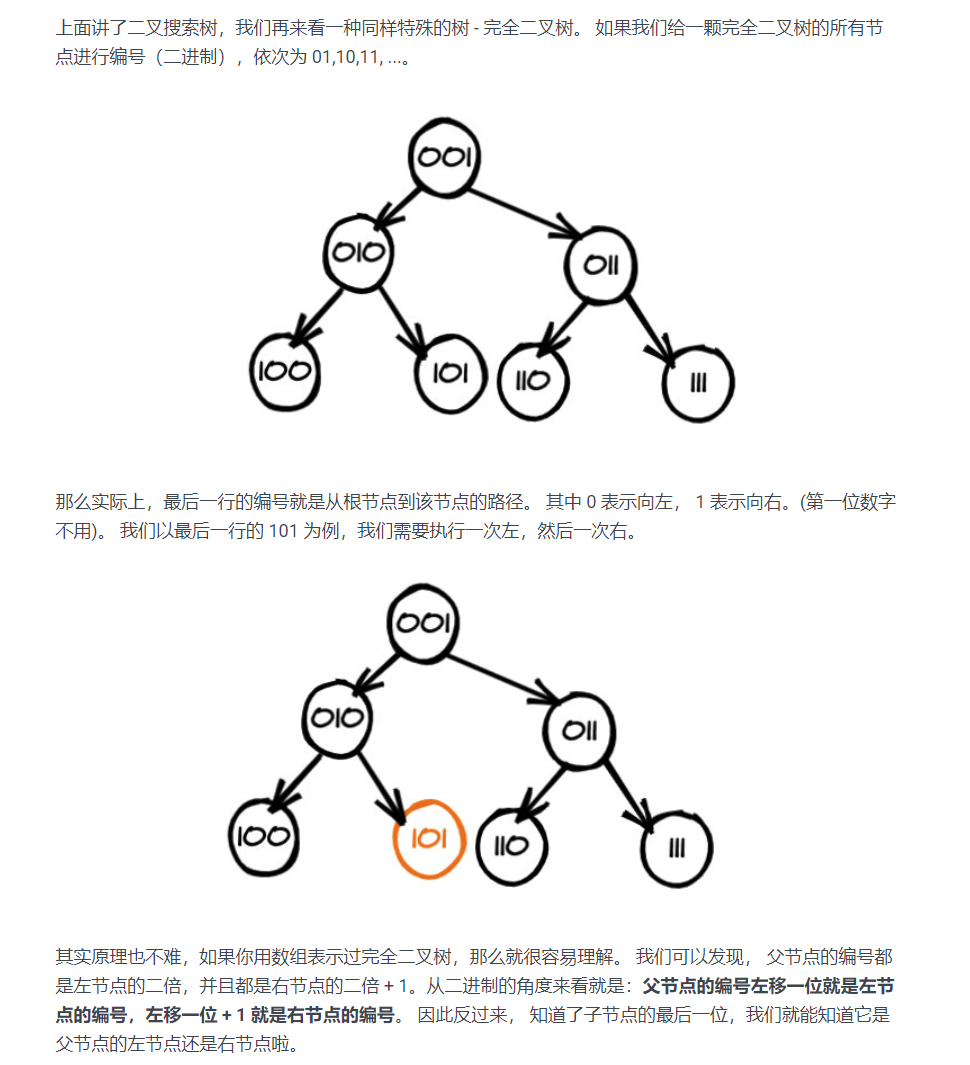 上面讲了二叉搜索树，我们再来看一种同样特殊的树 - 完全二叉树。 如果我们给一颗完全二叉树的所有节
点进行编号（二进制），依次为 01,10,11, ...。
001
010
011
100
101
110
111
那么实际上，最后一行的编号就是从根节点到该节点的路径。 其中 0 表示向左， 1 表示向右。(第一位数字
不用)。 我们以最后一行的 101 为例，我们需要执行一次左，然后一次右。
001
010
011
100
101
110
111
其实原理也不难，如果你用数组表示过完全二叉树，那么就很容易理解。 我们可以发现， 父节点的编号都
是左节点的二倍，并且都是右节点的二倍 + 1。从二进制的角度来看就是：父节点的编号左移一位就是左节
点的编号，左移一位 + 1 就是右节点的编号。 因此反过来， 知道了子节点的最后一位，我们就能知道它是
父节点的左节点还是右节点啦。